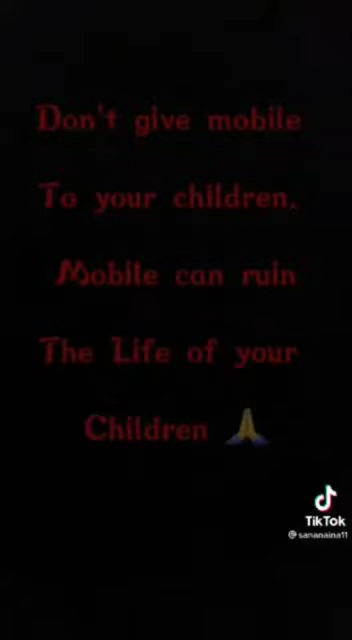 Don't give mobile
To your children.
Mobile can ruin
The Life of your
Children 🙏
TikTok
@sananaina11